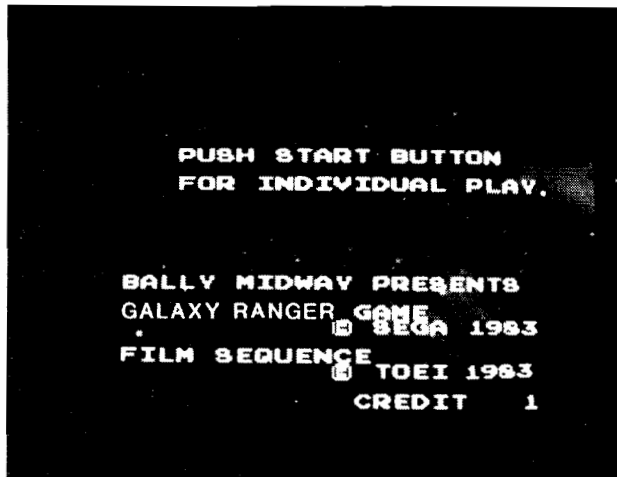 PUSH START BUTTON
FOR INDIVIDUAL PLAY.
BALLY MIDWAY PRESENTS
GALAXY RANGER GAME
© SEGA 1983
FILM SEQUENCE
© TOEI 1983
CREDIT 1